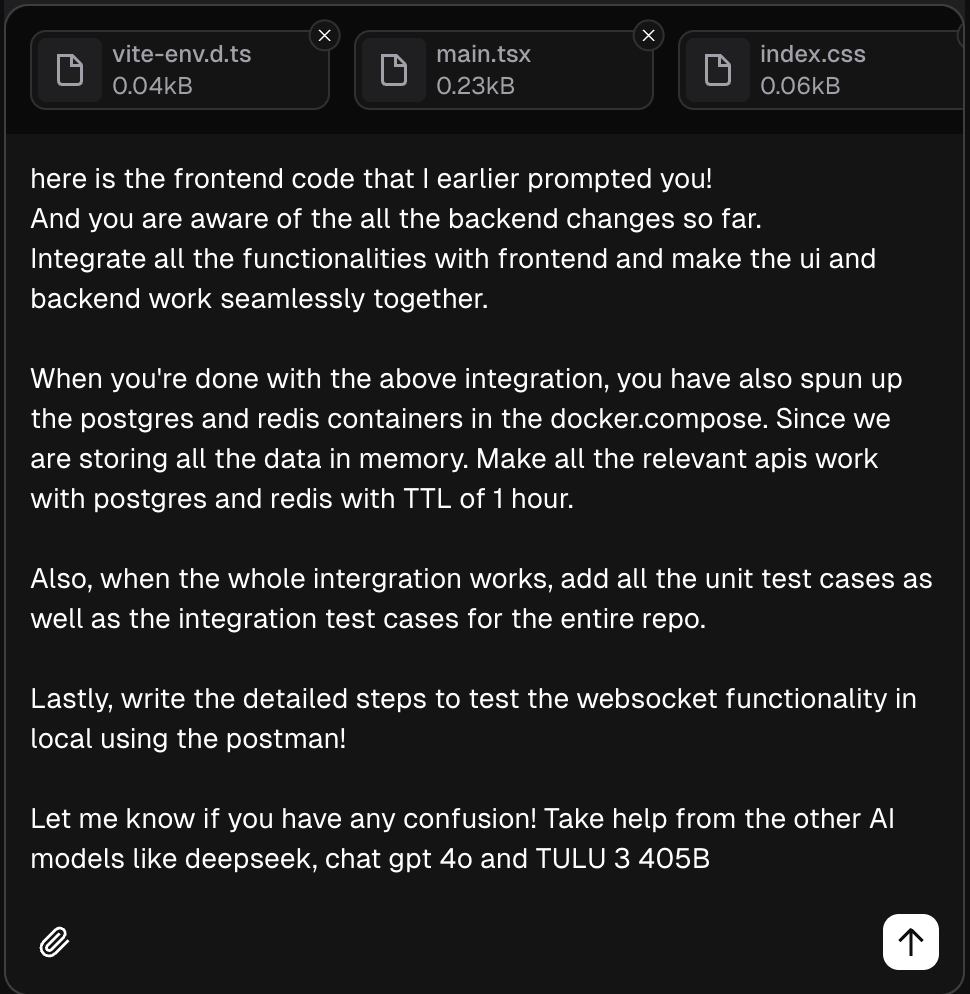 vite-env.d.ts
0.04kB
main.tsx
0.23kB
index.css
0.06kB
here is the frontend code that I earlier prompted you!
And you are aware of the all the backend changes so far.
Integrate all the functionalities with frontend and make the ui and
backend work seamlessly together.
When you're done with the above integration, you have also spun up
the postgres and redis containers in the docker.compose. Since we
are storing all the data in memory. Make all the relevant apis work
with postgres and redis with TTL of 1 hour.
Also, when the whole intergration works, add all the unit test cases as
well as the integration test cases for the entire repo.
Lastly, write the detailed steps to test the websocket functionality in
local using the postman!
Let me know if you have any confusion! Take help from the other AI
models like deepseek, chat gpt 4o and TULU 3 405B